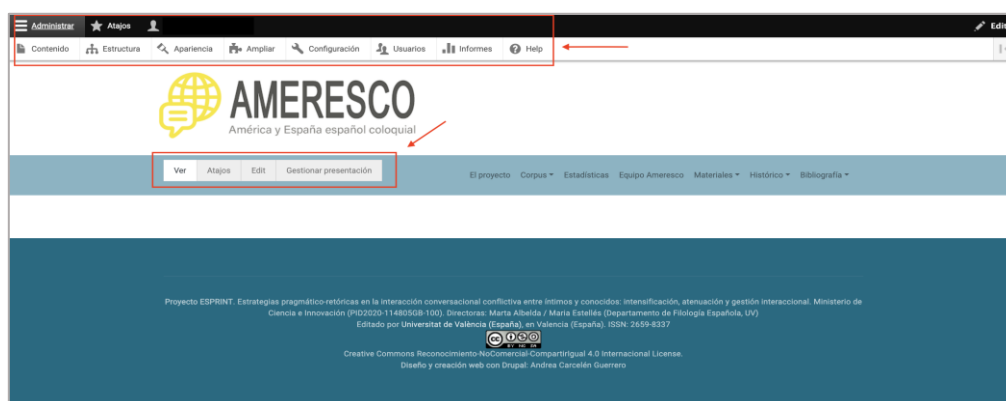 Administrar Atajos Edit
Contenido Estructura Apariencia Ampliar Configuración Usuarios Informes Help
AMERESCO
América y España español coloquial
Ver Atajos Edit Gestionar presentación
El proyecto Corpus Estadísticas Equipo Ameresco Materiales Histórico Bibliografía
Proyecto ESPRINT. Estrategias pragmático-retóricas en la interacción conversacional conflictiva entre íntimos y conocidos: intensificación, atenuación y gestión interaccional. Ministerio de
Ciencia e Innovación (PID2020-114805GB-100). Directoras: Marta Albelda / Maria Estellés (Departamento de Filología Española, UV)
Editado por Universitat de València (España), en Valencia (España). ISSN: 2659-8337
cc BY NC SA
Creative Commons Reconocimiento-NoComercial-CompartirIgual 4.0 Internacional License.
Diseño y creación web con Drupal: Andrea Carcelén Guerrero